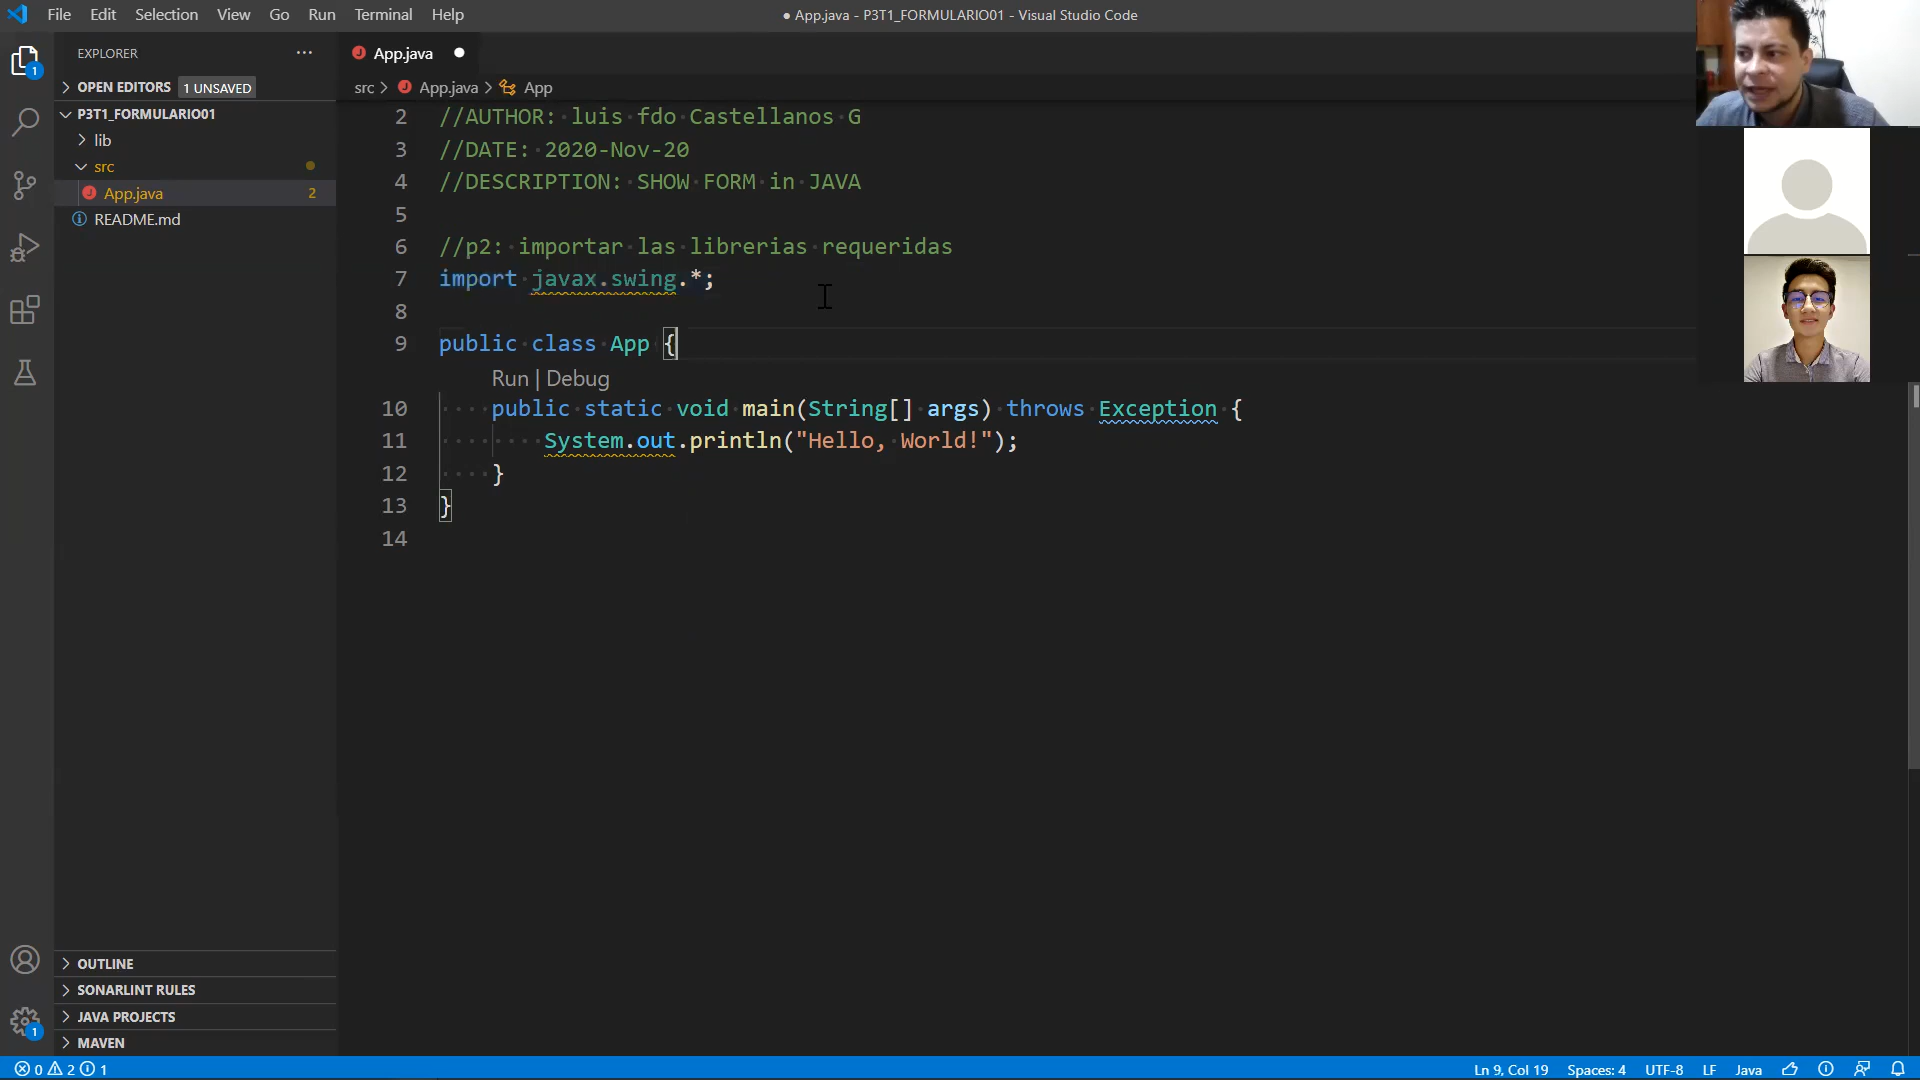 File Edit Selection View Go Run Terminal Help
● App.java - P3T1_FORMULARIO01 - Visual Studio Code
EXPLORER ···
OPEN EDITORS 1 UNSAVED
P3T1_FORMULARIO01
lib
src
App.java 2
README.md
OUTLINE
SONARLINT RULES
JAVA PROJECTS
MAVEN
1
1
App.java ●
src > App.java > App
2 //AUTHOR: luis fdo Castellanos G
3 //DATE: 2020-Nov-20
4 //DESCRIPTION: SHOW FORM in JAVA
5
6 //p2: importar las librerias requeridas
7 import javax.swing.*;
8
9 public class App {
Run | Debug
10 public static void main(String[] args) throws Exception {
11 System.out.println("Hello, World!");
12 }
13 }
14
0 2 1
Ln 9, Col 19 Spaces: 4 UTF-8 LF Java